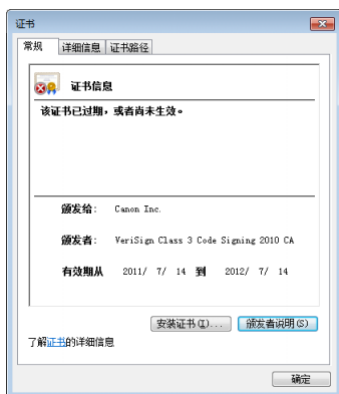 证书
常规 详细信息 证书路径
证书信息
该证书已过期，或者尚未生效。
颁发给： Canon Inc.
颁发者： VeriSign Class 3 Code Signing 2010 CA
有效期从 2011/ 7/ 14 到 2012/ 7/ 14
安装证书(I)... 颁发者说明(S)
了解证书的详细信息
确定